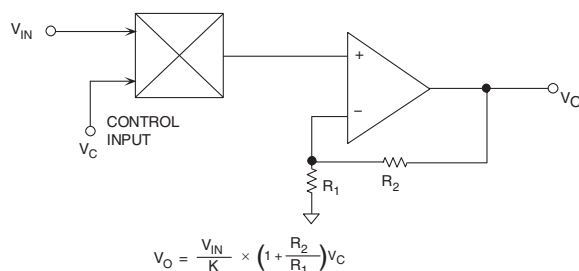 V_IN
CONTROL
INPUT
V_C
+
−
V_O
R_1
R_2
V_O = V_IN/K × (1 + R_2/R_1)V_C